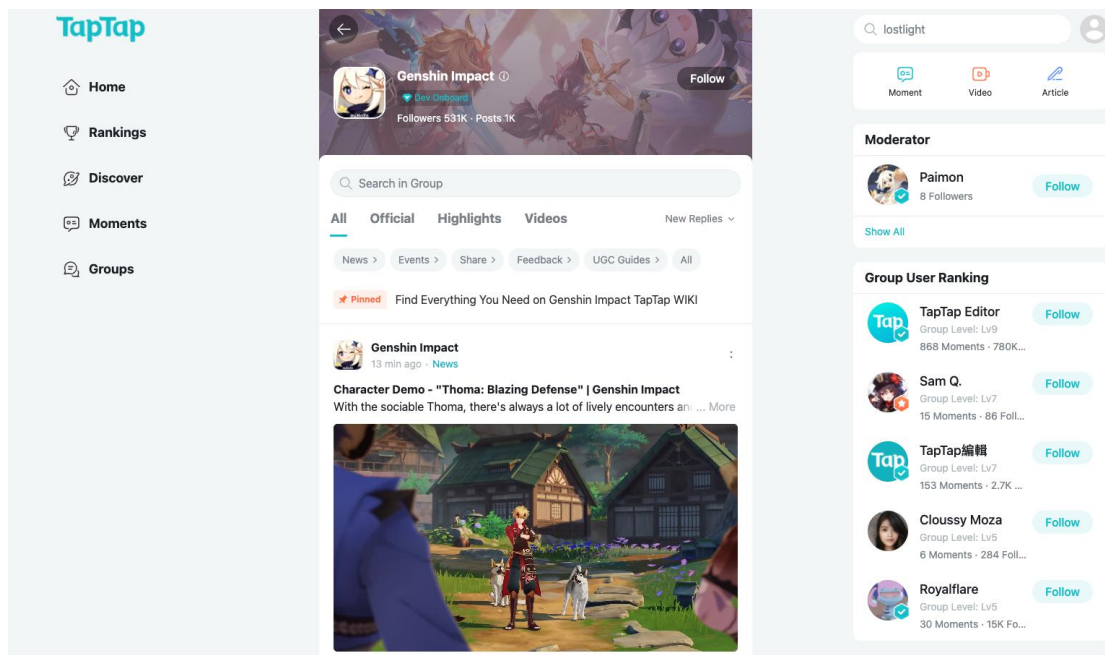 TapTap
Home
Rankings
Discover
Moments
Groups
Genshin Impact
Dev Onboard
Followers 531K · Posts 1K
Follow
Search in Group
All Official Highlights Videos New Replies
News > Events > Share > Feedback > UGC Guides > All
Pinned Find Everything You Need on Genshin Impact TapTap WIKI
Genshin Impact
13 min ago · News
Character Demo - "Thoma: Blazing Defense" | Genshin Impact
With the sociable Thoma, there's always a lot of lively encounters an ... More
lostlight
Moment Video Article
Moderator
Paimon
8 Followers
Follow
Show All
Group User Ranking
Tap
TapTap Editor
Group Level: Lv9
868 Moments · 780K...
Follow
Sam Q.
Group Level: Lv7
15 Moments · 86 Foll...
Follow
Tap
TapTap編輯
Group Level: Lv7
153 Moments · 2.7K ...
Follow
Cloussy Moza
Group Level: Lv5
6 Moments · 284 Foll...
Follow
Royalflare
Group Level: Lv5
30 Moments · 15K Fo...
Follow